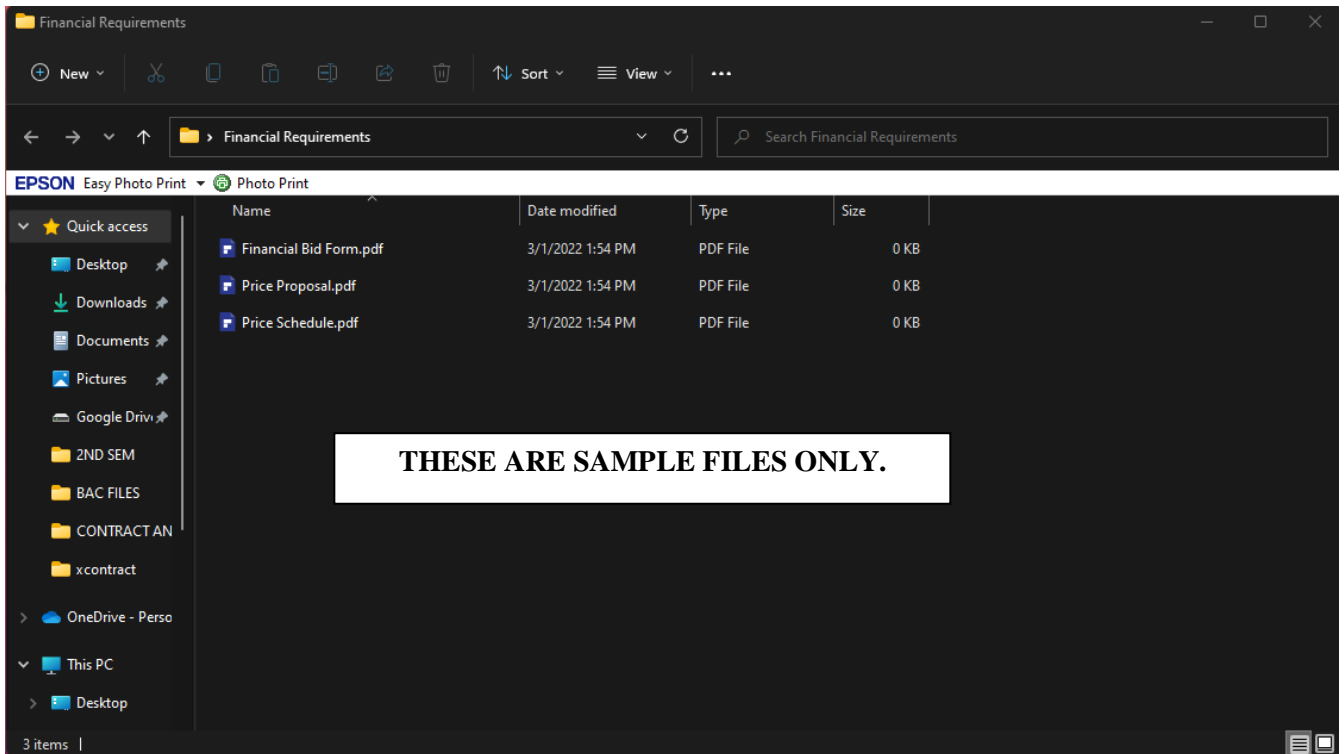 Financial Requirements
New
Sort
View
Financial Requirements
Search Financial Requirements
EPSON Easy Photo Print Photo Print
Name Date modified Type Size
Quick access
Financial Bid Form.pdf 3/1/2022 1:54 PM PDF File 0 KB
Desktop
Price Proposal.pdf 3/1/2022 1:54 PM PDF File 0 KB
Downloads
Price Schedule.pdf 3/1/2022 1:54 PM PDF File 0 KB
Documents
Pictures
Google Driv
2ND SEM
THESE ARE SAMPLE FILES ONLY.
BAC FILES
CONTRACT AN
xcontract
OneDrive - Perso
This PC
Desktop
3 items